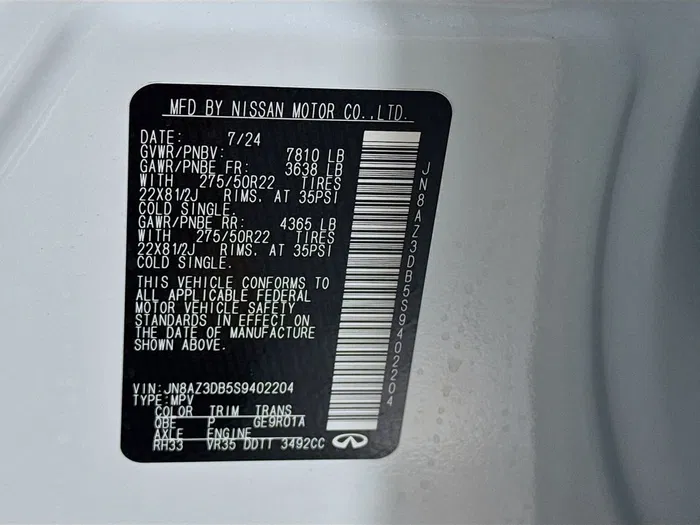 MFD BY NISSAN MOTOR CO.,LTD.
DATE: 7/24
GVWR/PNBV: 7810 LB
GAWR/PNBE FR: 3638 LB
WITH 275/50R22 TIRES
22X81/2J RIMS. AT 35PSI
COLD SINGLE.
GAWR/PNBE RR: 4365 LB
WITH 275/50R22 TIRES
22X81/2J RIMS. AT 35PSI
COLD SINGLE.
THIS VEHICLE CONFORMS TO
ALL APPLICABLE FEDERAL
MOTOR VEHICLE SAFETY
STANDARDS IN EFFECT ON
THE DATE OF MANUFACTURE
SHOWN ABOVE.
VIN:JN8AZ3DB5S9402204
TYPE:MPV
COLOR TRIM TRANS
QBE P GE9R01A
AXLE ENGINE
RH33 VR35 DDTT 3492CC
JN8AZ3DB5S9402204